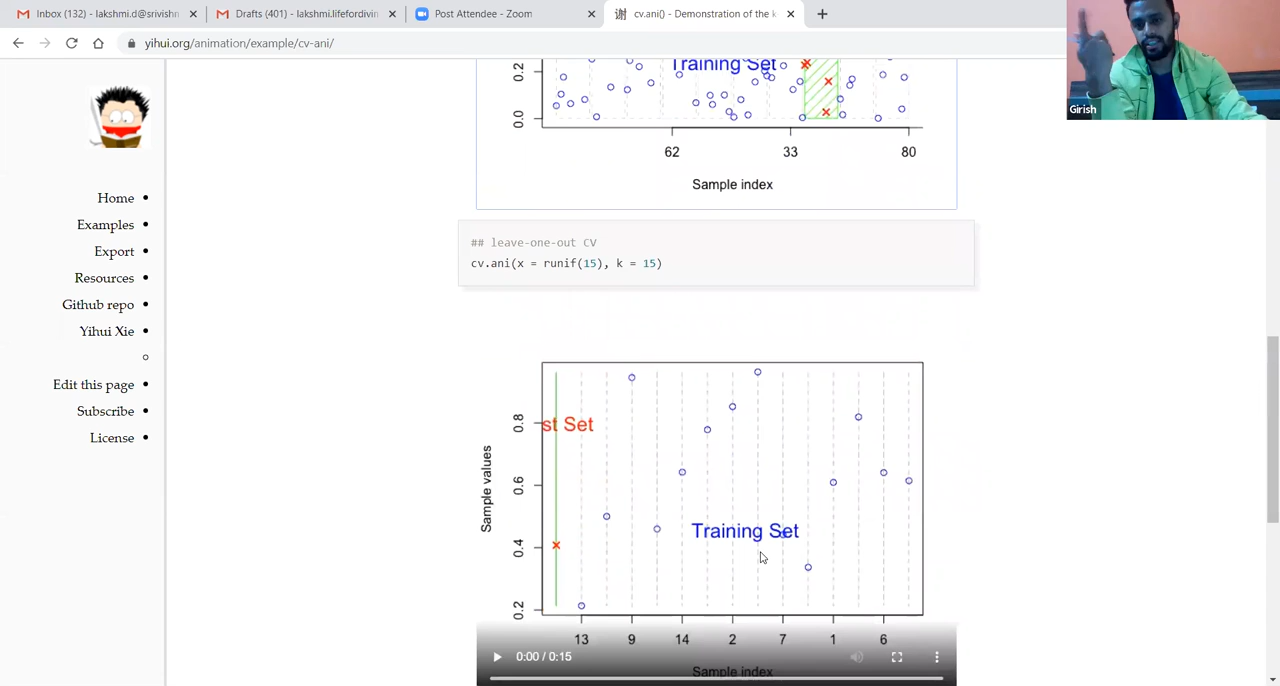 Inbox (132) - lakshmi.d@srivishn
Drafts (401) - lakshmi.lifefordivin
Post Attendee - Zoom
谢 cv.ani() - Demonstration of the k
yihui.org/animation/example/cv-ani/
Girish
Home
Examples
Export
Resources
Github repo
Yihui Xie
Edit this page
Subscribe
License
Training Set
0.2
0.0
62 33 80
Sample index
## leave-one-out CV
cv.ani(x = runif(15), k = 15)
st Set
Training Set
Sample values
0.8
0.6
0.4
0.2
13 9 14 2 7 1 6
0:00 / 0:15
Sample index